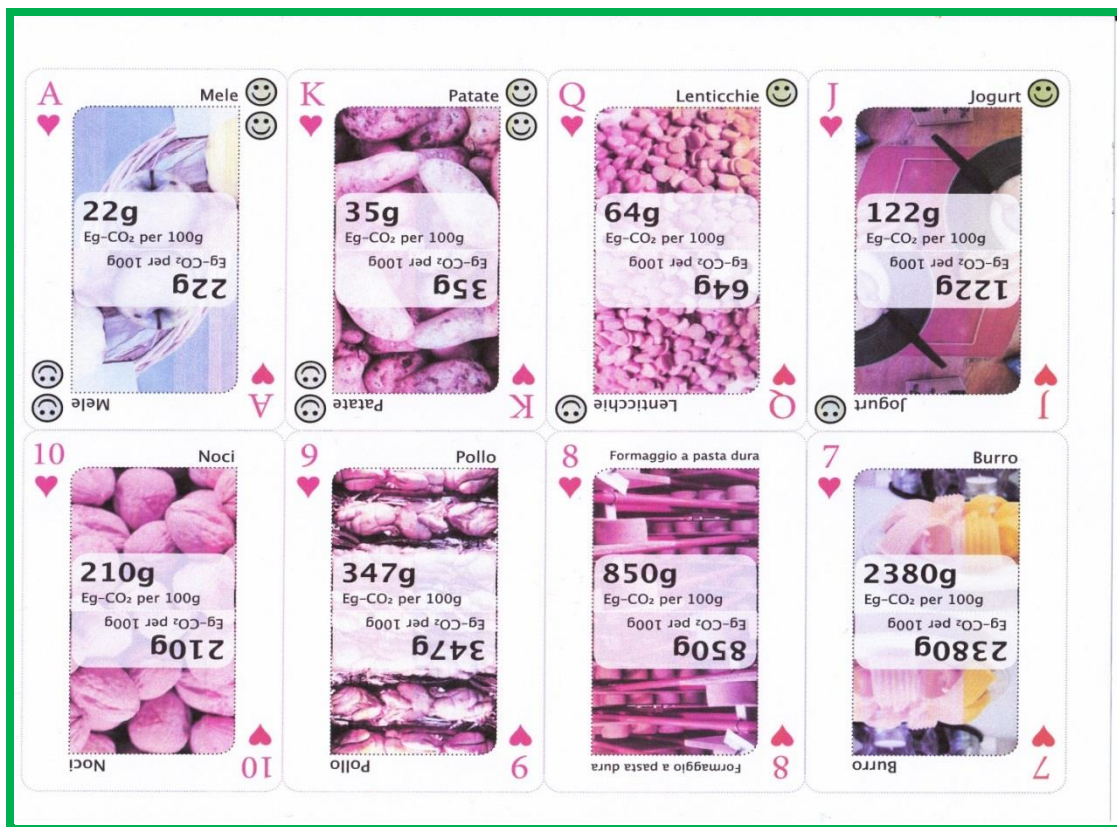 A
Mele
22g
Eg–CO₂ per 100g
Eg–CO₂ per 100g
22g
Mele
A
K
Patate
35g
Eg–CO₂ per 100g
Eg–CO₂ per 100g
35g
Patate
K
Q
Lenticchie
64g
Eg–CO₂ per 100g
Eg–CO₂ per 100g
64g
Lenticchie
Q
J
Jogurt
122g
Eg–CO₂ per 100g
Eg–CO₂ per 100g
122g
Jogurt
J
10
Noci
210g
Eg–CO₂ per 100g
Eg–CO₂ per 100g
210g
Noci
10
9
Pollo
347g
Eg–CO₂ per 100g
Eg–CO₂ per 100g
347g
Pollo
9
8
Formaggio a pasta dura
850g
Eg–CO₂ per 100g
Eg–CO₂ per 100g
850g
Formaggio a pasta dura
8
7
Burro
2380g
Eg–CO₂ per 100g
Eg–CO₂ per 100g
2380g
Burro
7